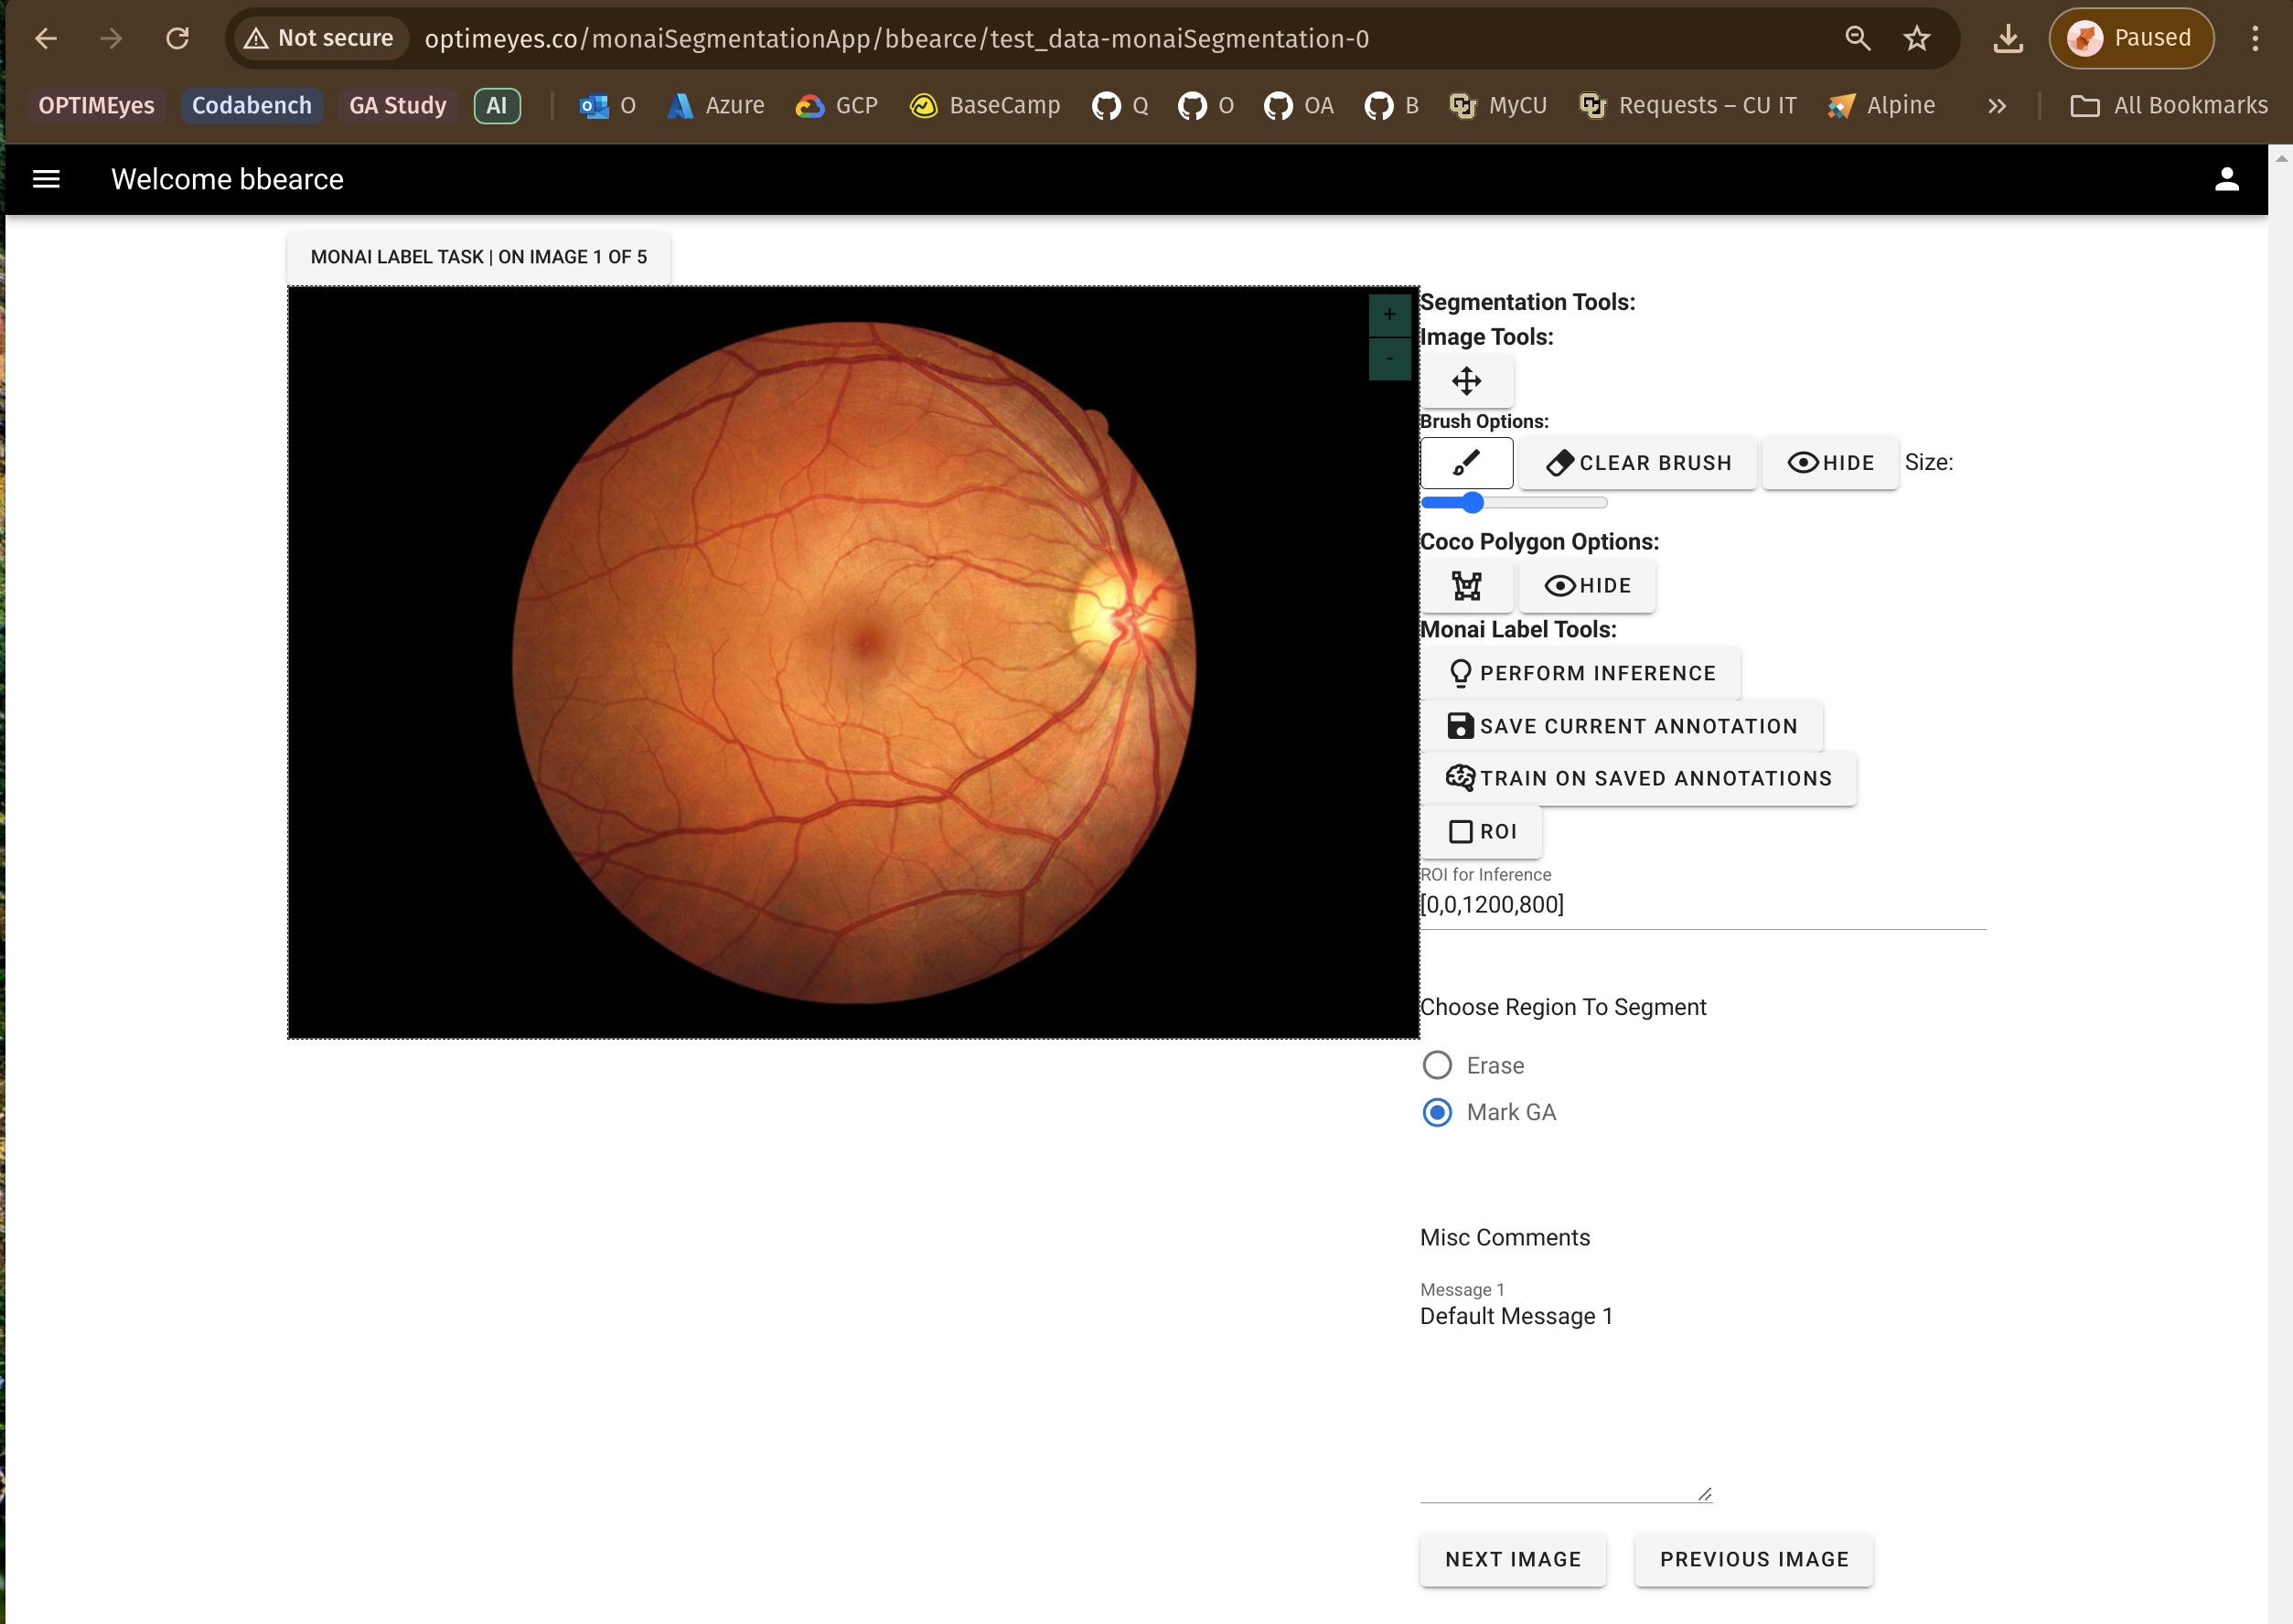 Not secure optimeyes.co/monaiSegmentationApp/bbearce/test_data-monaiSegmentation-0 Paused
OPTIMEyes Codabench GA Study AI O Azure GCP BaseCamp Q O OA B MyCU Requests – CU IT Alpine » All Bookmarks
Welcome bbearce
MONAI LABEL TASK | ON IMAGE 1 OF 5
+
-
Segmentation Tools:
Image Tools:
Brush Options:
CLEAR BRUSH HIDE Size:
Coco Polygon Options:
HIDE
Monai Label Tools:
PERFORM INFERENCE
SAVE CURRENT ANNOTATION
TRAIN ON SAVED ANNOTATIONS
ROI
ROI for Inference
[0,0,1200,800]
Choose Region To Segment
Erase
Mark GA
Misc Comments
Message 1
Default Message 1
NEXT IMAGE PREVIOUS IMAGE